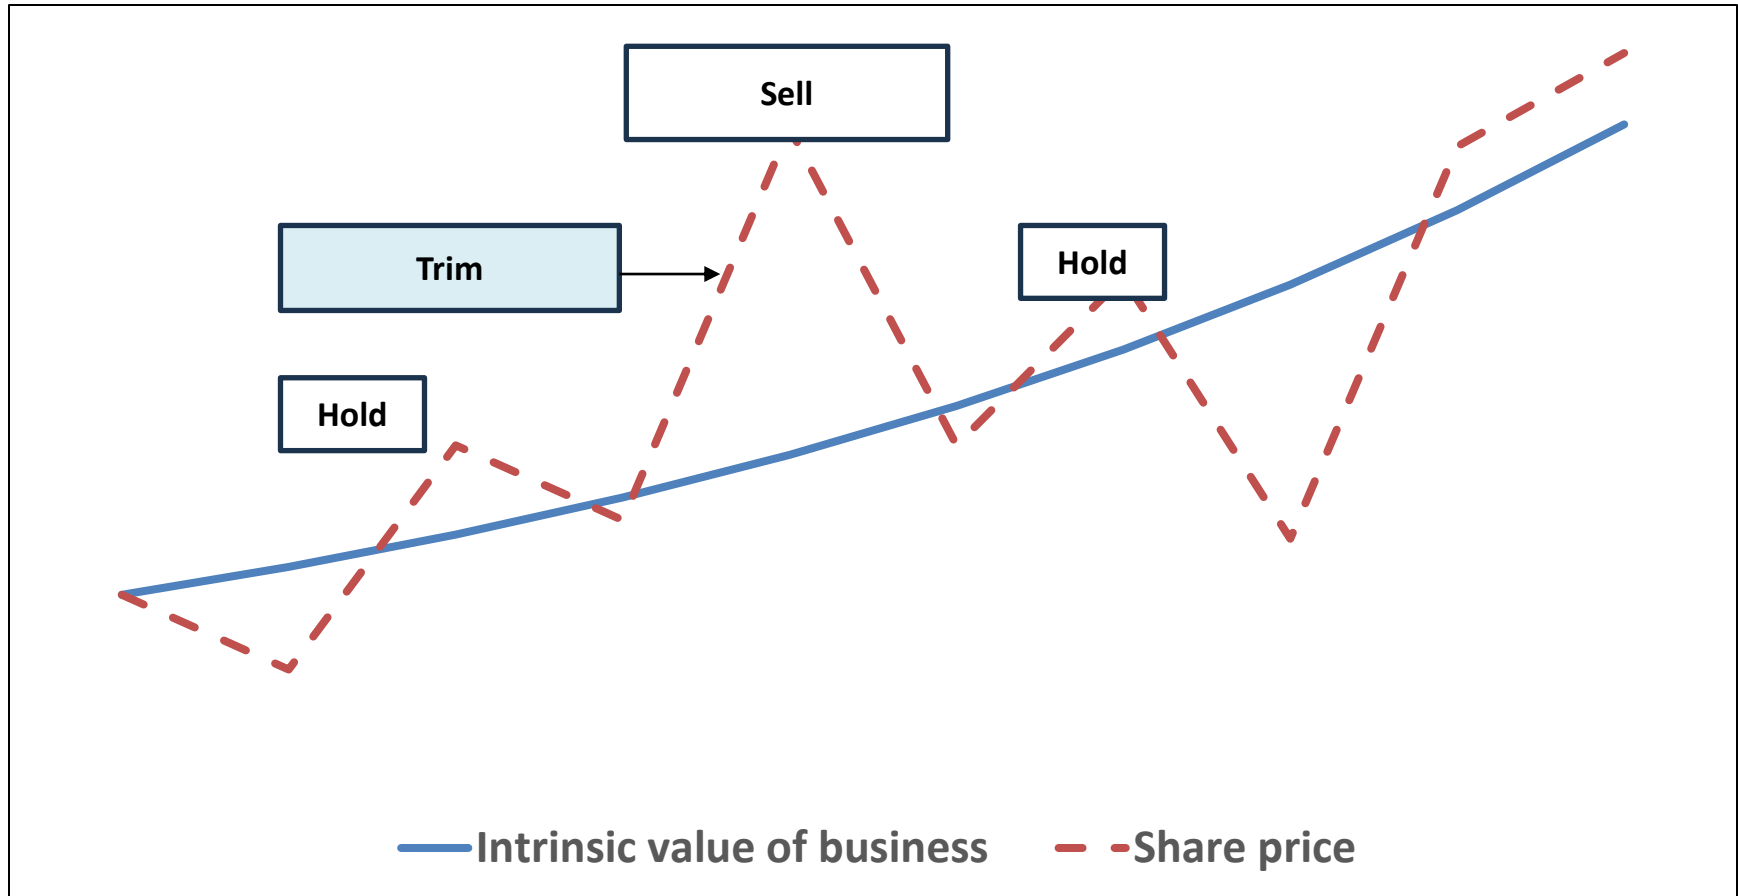 Sell
Trim
Hold
Hold
Intrinsic value of business
Share price